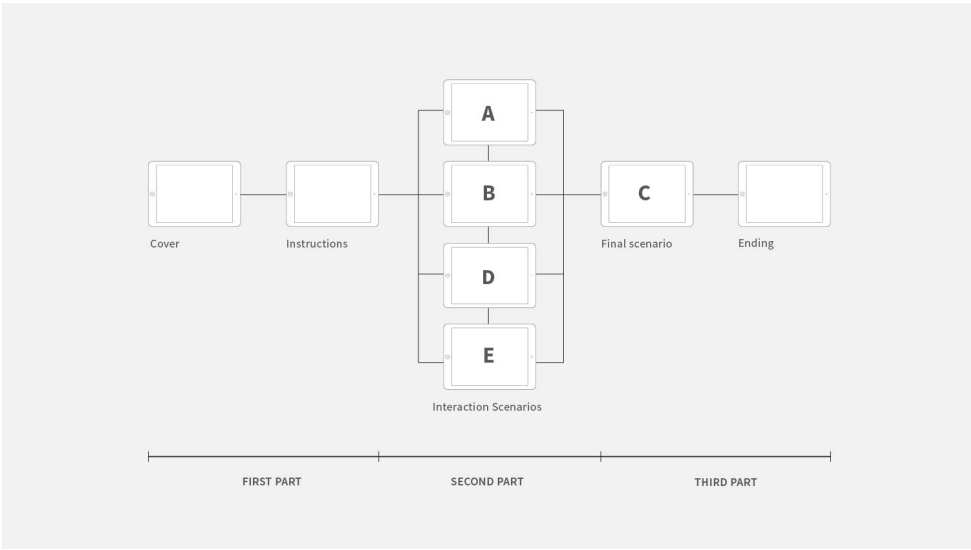 A
B
C
D
E
Cover
Instructions
Final scenario
Ending
Interaction Scenarios
FIRST PART
SECOND PART
THIRD PART